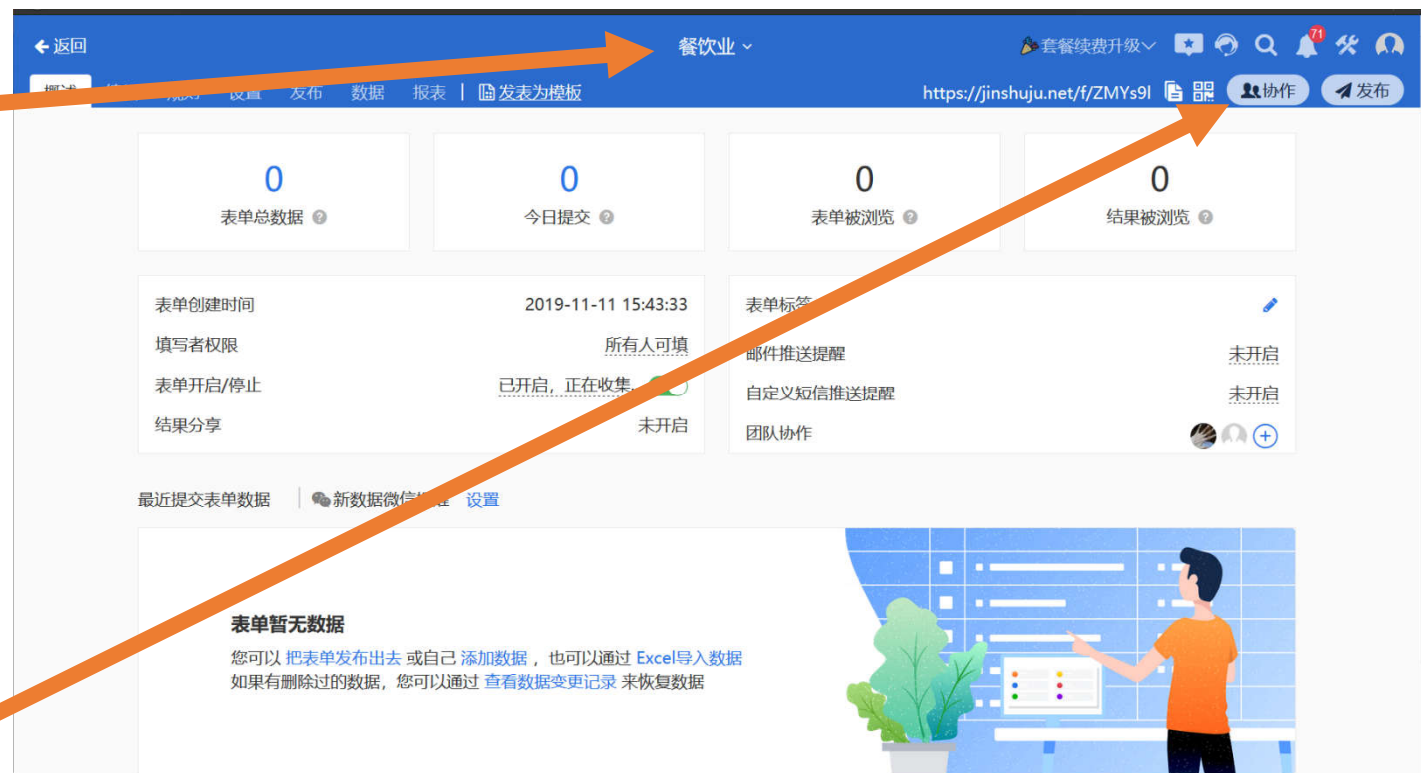 返回
餐饮业
套餐续费升级
71
设置 发布 数据 报表 发表为模板
https://jinshuju.net/f/ZMYs9l
协作
发布
0
表单总数据
0
今日提交
0
表单被浏览
0
结果被浏览
表单创建时间 2019-11-11 15:43:33
填写者权限 所有人可填
表单开启/停止 已开启，正在收集
结果分享 未开启
表单标签
邮件推送提醒 未开启
自定义短信推送提醒 未开启
团队协作
最近提交表单数据 新数据微信 设置
表单暂无数据
您可以 把表单发布出去 或自己 添加数据 ，也可以通过 Excel导入数据
如果有删除过的数据，您可以通过 查看数据变更记录 来恢复数据